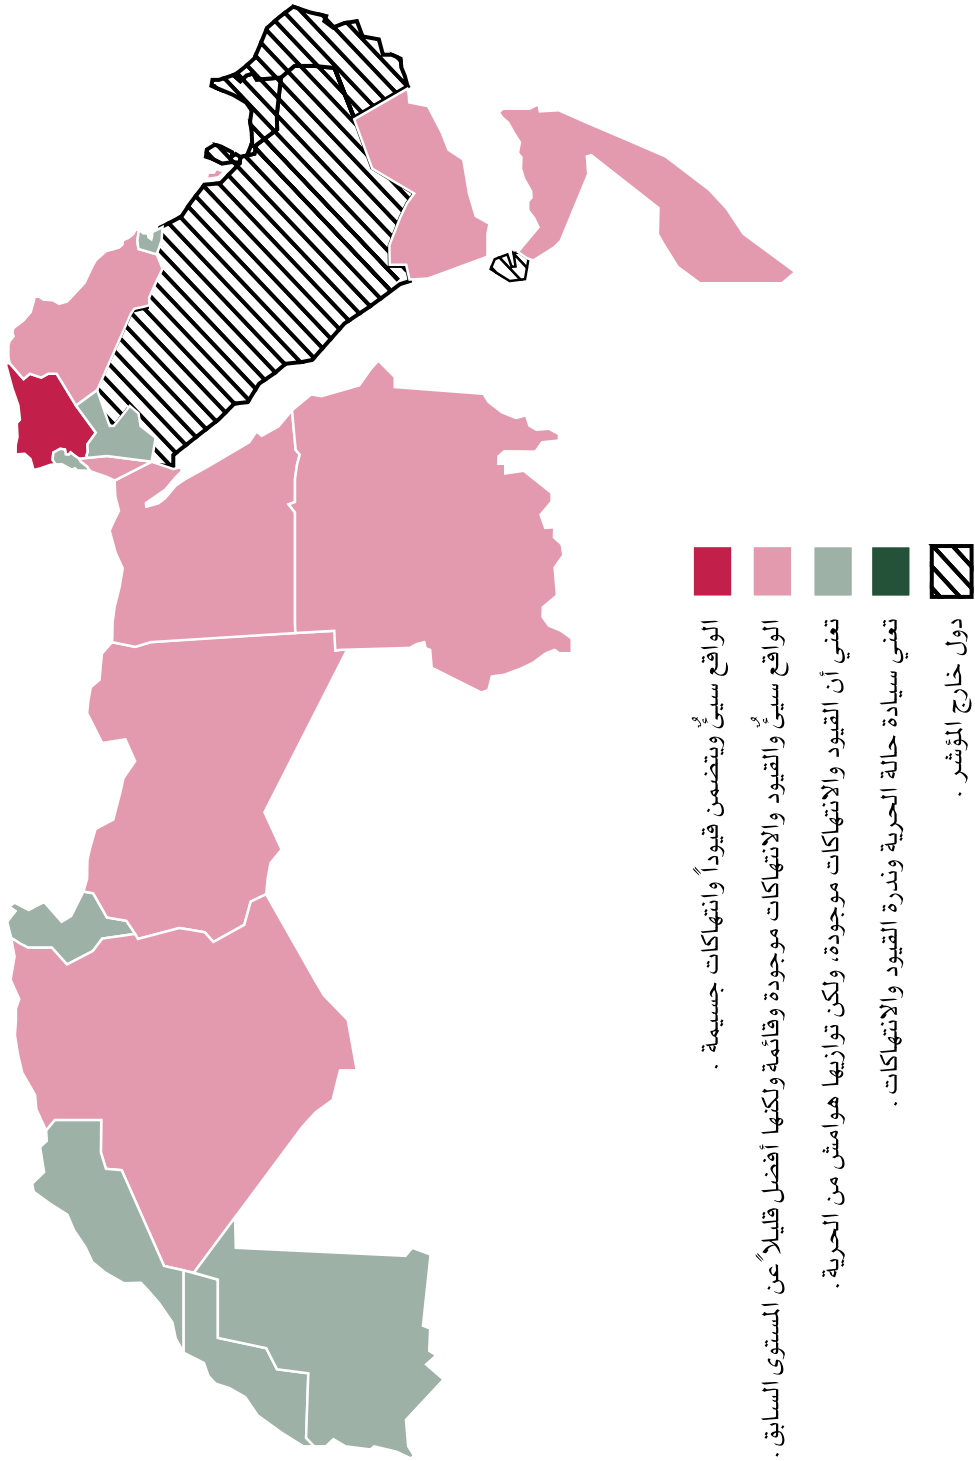 دول خارج المؤشر .
تعني سيادة حالة الحرية وندرة القيود والانتهاكات .
تعني أن القيود والانتهاكات موجودة، ولكن توازيها هوامش من الحرية .
الواقع سيئٌ والقيود والانتهاكات موجودة وقائمة ولكنها أفضل قليلاً عن المستوى السابق .
الواقع سيئٌ ويتضمن قيوداً وانتهاكات جسيمة .